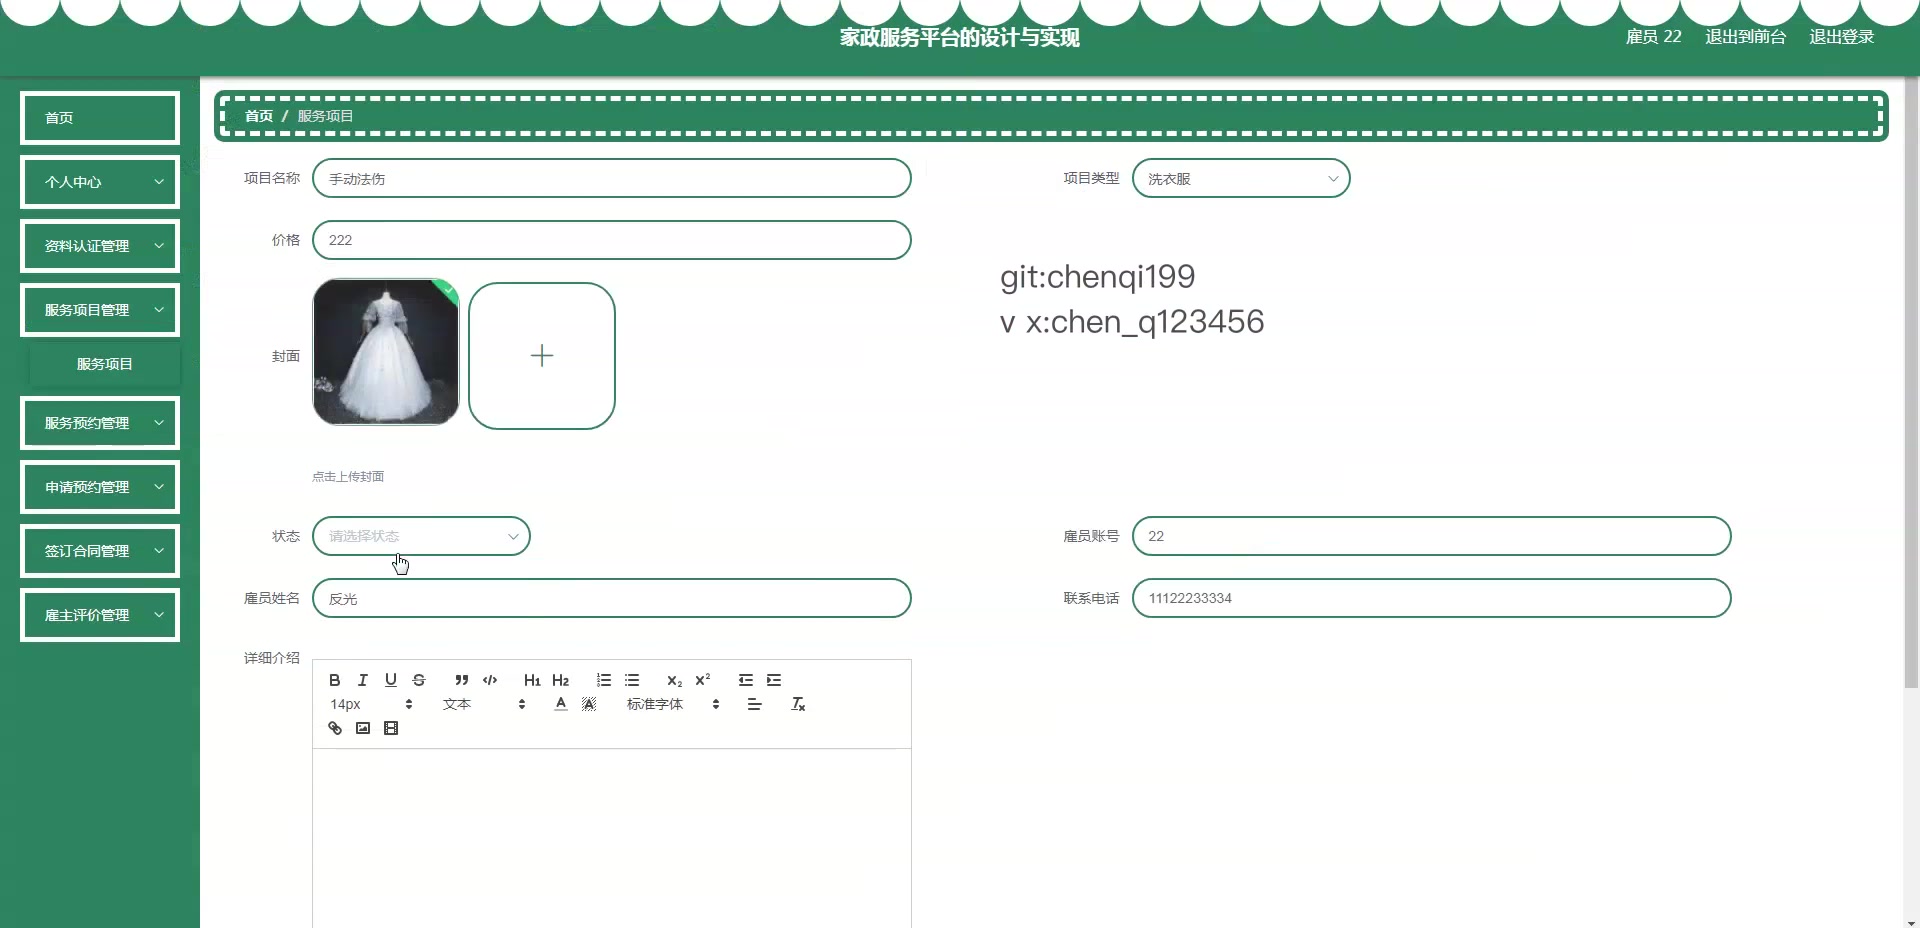 家政服务平台的设计与实现
雇员 22 退出到前台 退出登录
首页
个人中心
资料认证管理
服务项目管理
服务项目
服务预约管理
申请预约管理
签订合同管理
雇主评价管理
首页 / 服务项目
项目名称 手动法伤
项目类型 洗衣服
价格 222
git:chenqi199
v x:chen_q123456
封面
点击上传封面
状态 请选择状态
雇员账号 22
雇员姓名 反光
联系电话 11122233334
详细介绍
B I U S H1 H2 x2 x2
14px 文本 A A 标准字体 Tx